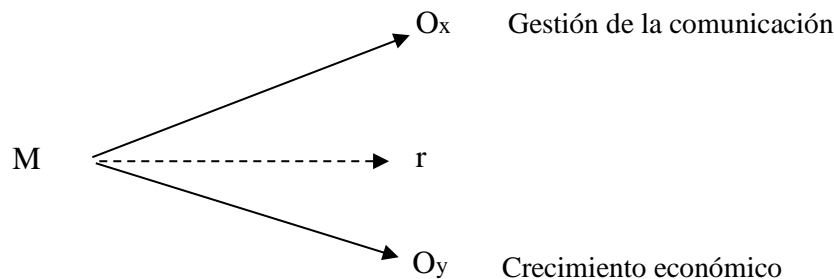 Ox Gestión de la comunicación
M r
Oy Crecimiento económico